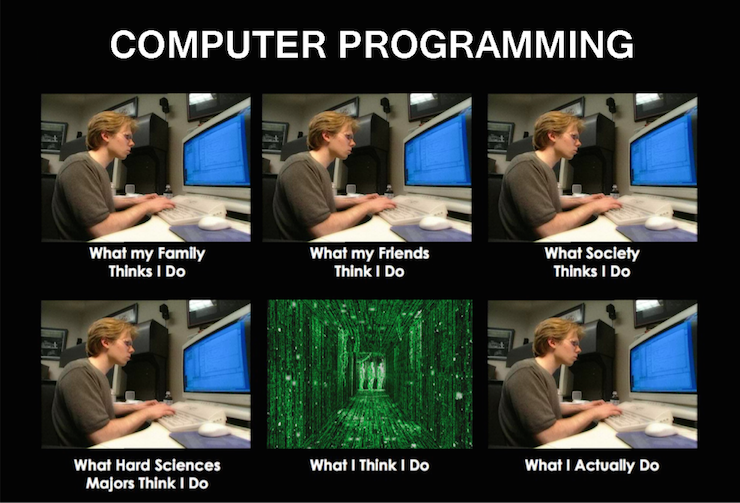 COMPUTER PROGRAMMING
What my Family
Thinks I Do
What my Friends
Think I Do
What Society
Thinks I Do
What Hard Sciences
Majors Think I Do
What I Think I Do
What I Actually Do